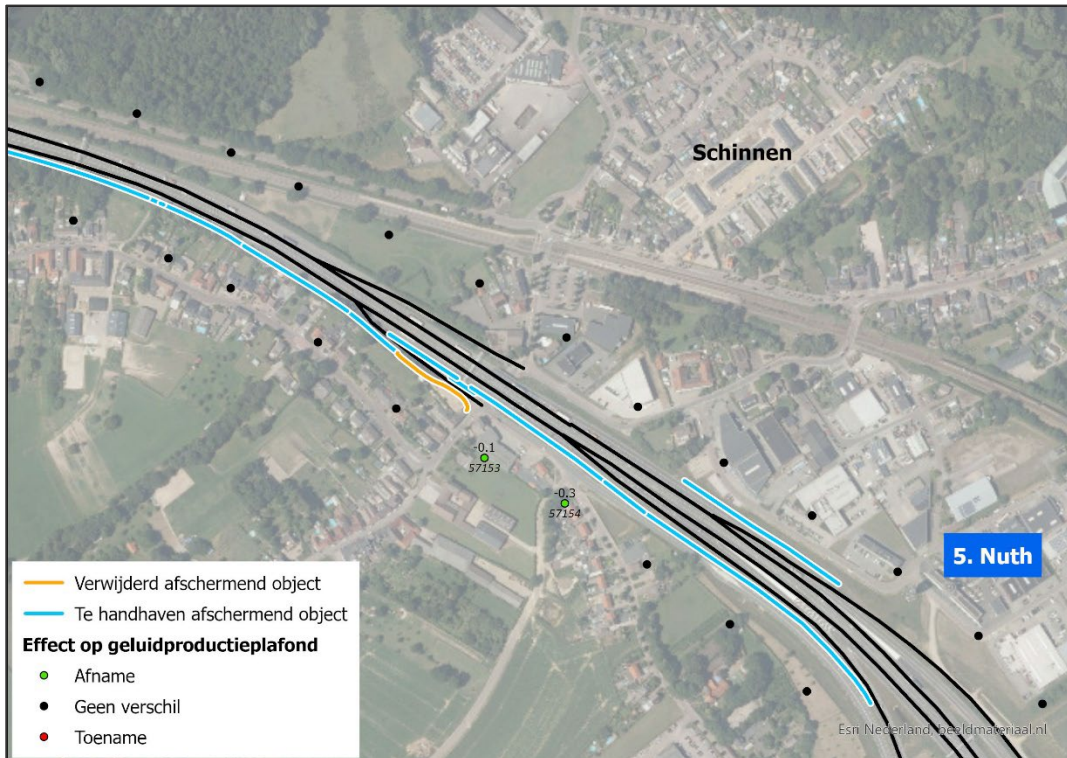 Schinnen
-0.1
57153
-0.3
57154
5. Nuth
Verwijderd afschermend object
Te handhaven afschermend object
Effect op geluidproductieplafond
Afname
Geen verschil
Toename
Esri Nederland, beeldmateriaal.nl